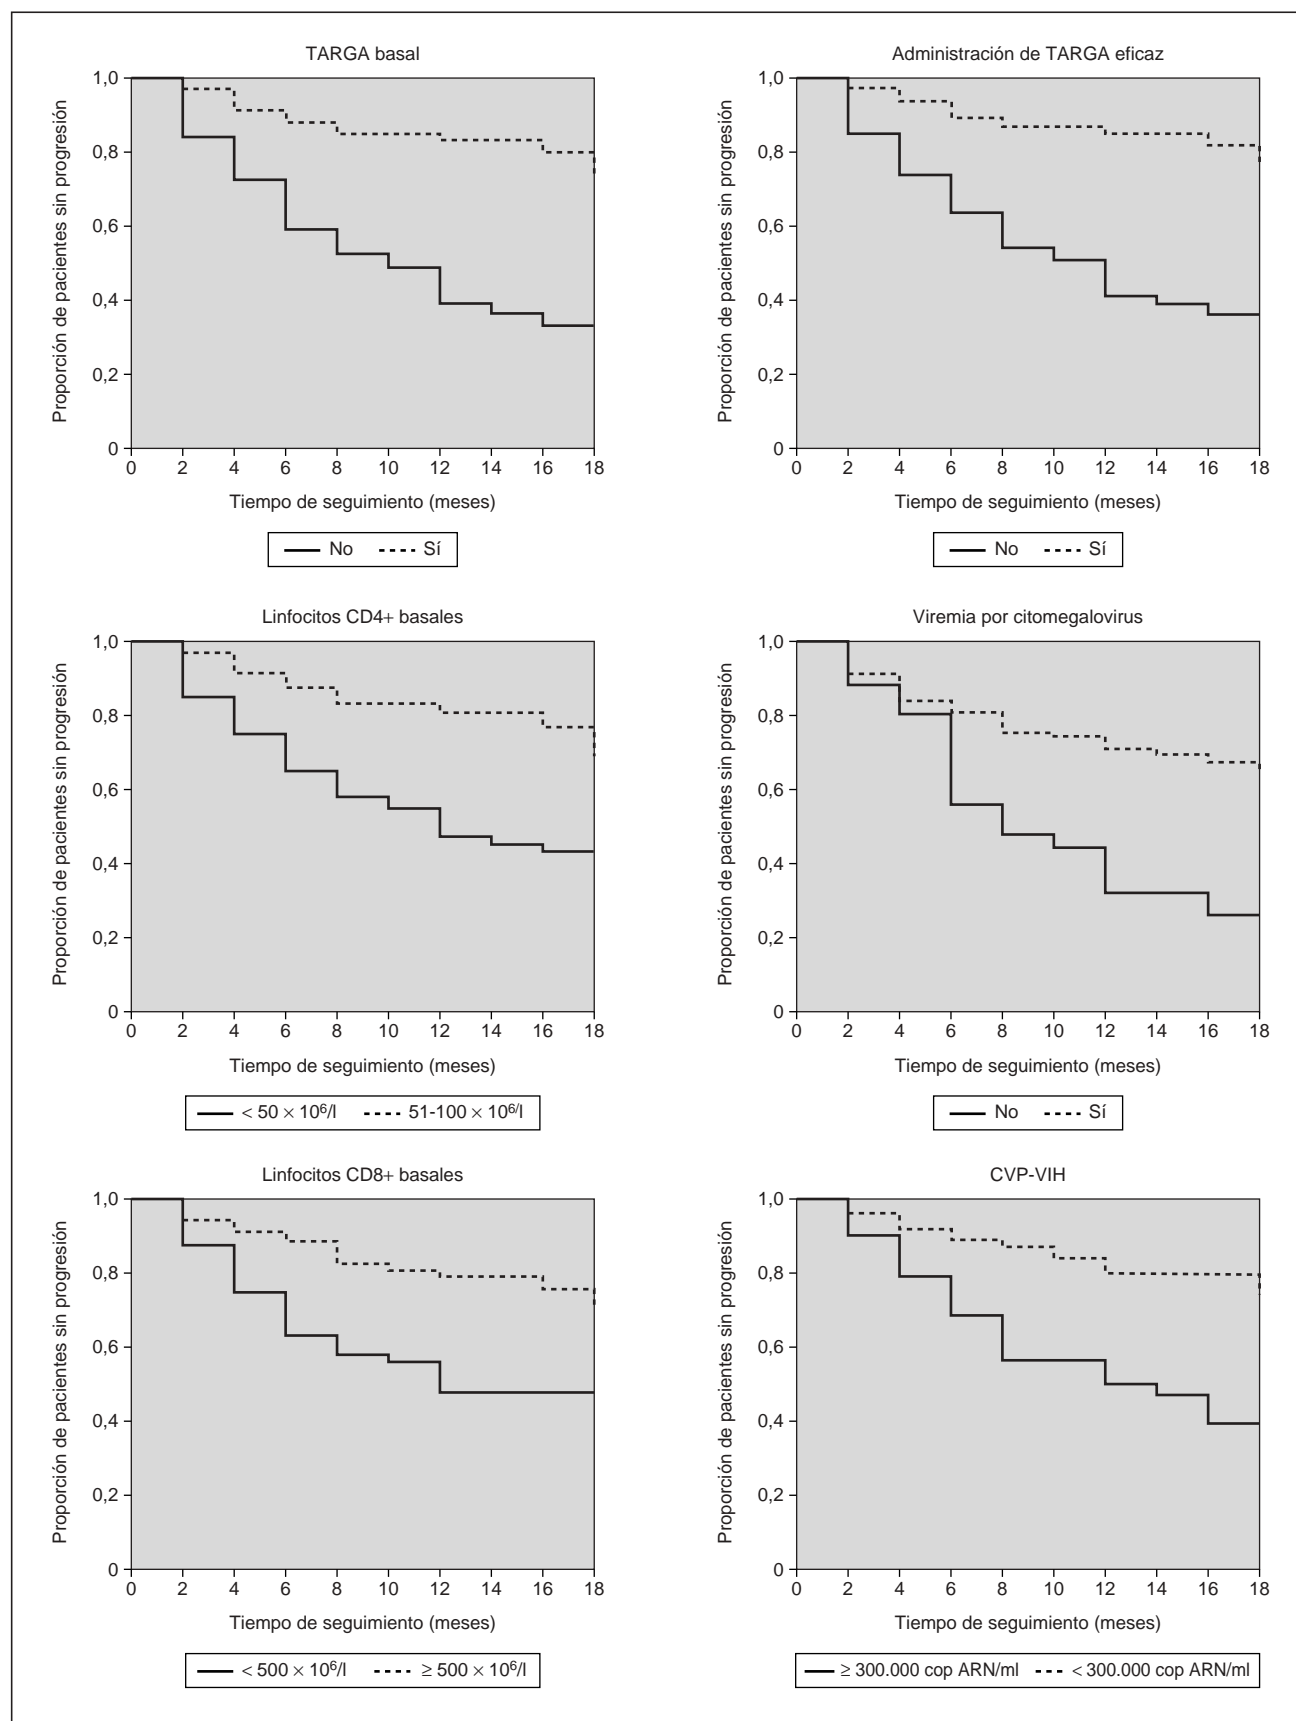 TARGA basal
Proporción de pacientes sin progresión
1,0
0,8
0,6
0,4
0,2
0
0 2 4 6 8 10 12 14 16 18
Tiempo de seguimiento (meses)
No Sí
Administración de TARGA eficaz
Proporción de pacientes sin progresión
1,0
0,8
0,6
0,4
0,2
0
0 2 4 6 8 10 12 14 16 18
Tiempo de seguimiento (meses)
No Sí
Linfocitos CD4+ basales
Proporción de pacientes sin progresión
1,0
0,8
0,6
0,4
0,2
0
0 2 4 6 8 10 12 14 16 18
Tiempo de seguimiento (meses)
< 50 × 10⁶/l 51-100 × 10⁶/l
Viremia por citomegalovirus
Proporción de pacientes sin progresión
1,0
0,8
0,6
0,4
0,2
0
0 2 4 6 8 10 12 14 16 18
Tiempo de seguimiento (meses)
No Sí
Linfocitos CD8+ basales
Proporción de pacientes sin progresión
1,0
0,8
0,6
0,4
0,2
0
0 2 4 6 8 10 12 14 16 18
Tiempo de seguimiento (meses)
< 500 × 10⁶/l ≥ 500 × 10⁶/l
CVP-VIH
Proporción de pacientes sin progresión
1,0
0,8
0,6
0,4
0,2
0
0 2 4 6 8 10 12 14 16 18
Tiempo de seguimiento (meses)
≥ 300.000 cop ARN/ml < 300.000 cop ARN/ml